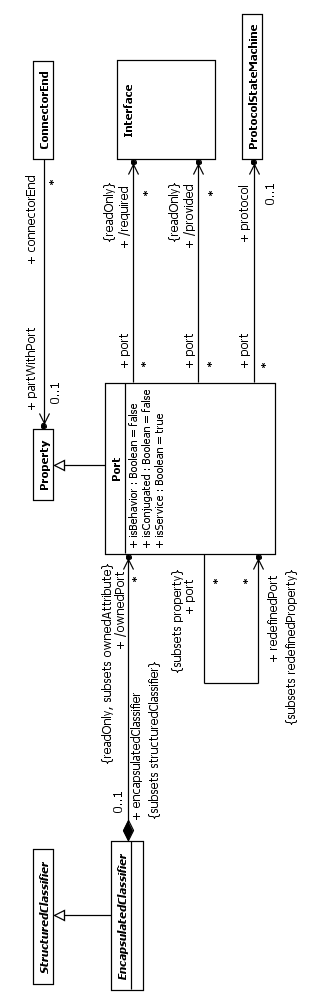 StructuredClassifier
Property
+ partWithPort
0..1
+ connectorEnd
*
ConnectorEnd
EncapsulatedClassifier
0..1
+ encapsulatedClassifier
{subsets structuredClassifier}
{readOnly, subsets ownedAttribute}
+ /ownedPort
*
Port
+ isBehavior : Boolean = false
+ isConjugated : Boolean = false
+ isService : Boolean = true
{subsets property}
+ port
*
*
+ redefinedPort
{subsets redefinedProperty}
+ port
*
{readOnly}
+ /required
*
Interface
+ port
*
{readOnly}
+ /provided
*
+ port
*
+ protocol
0..1
ProtocolStateMachine